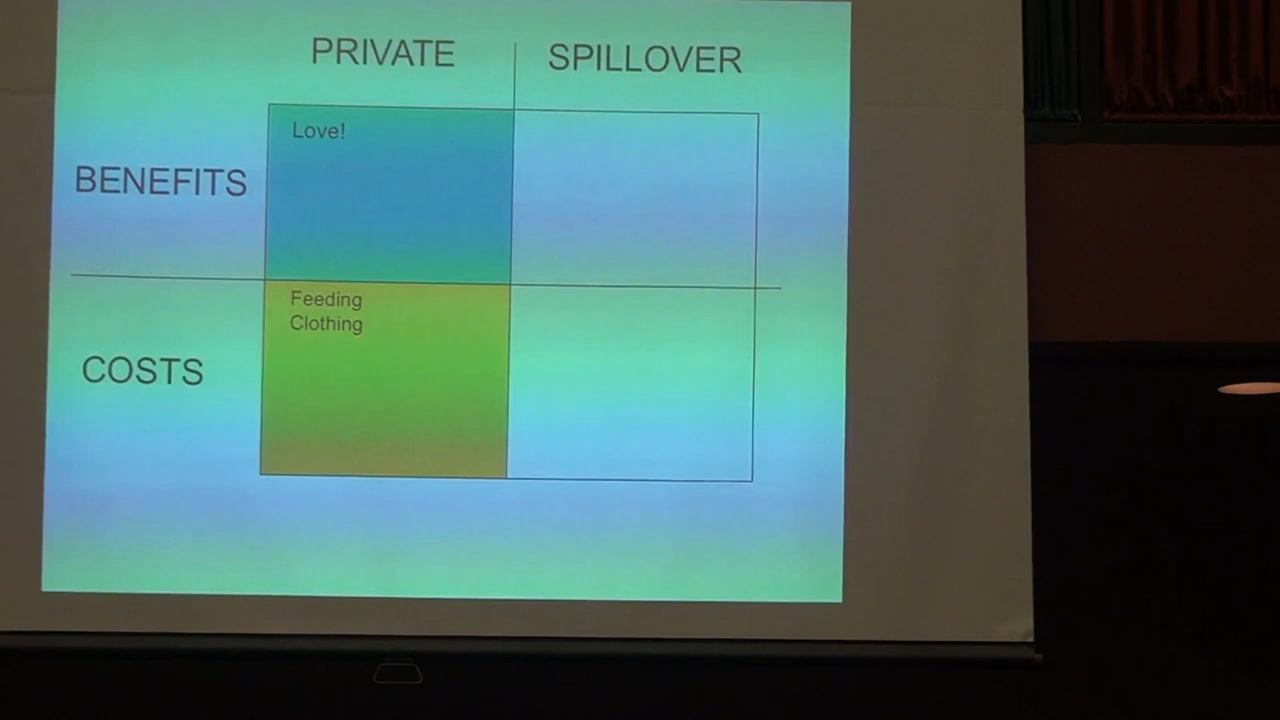 PRIVATE
SPILLOVER
BENEFITS
Love!
COSTS
Feeding
Clothing